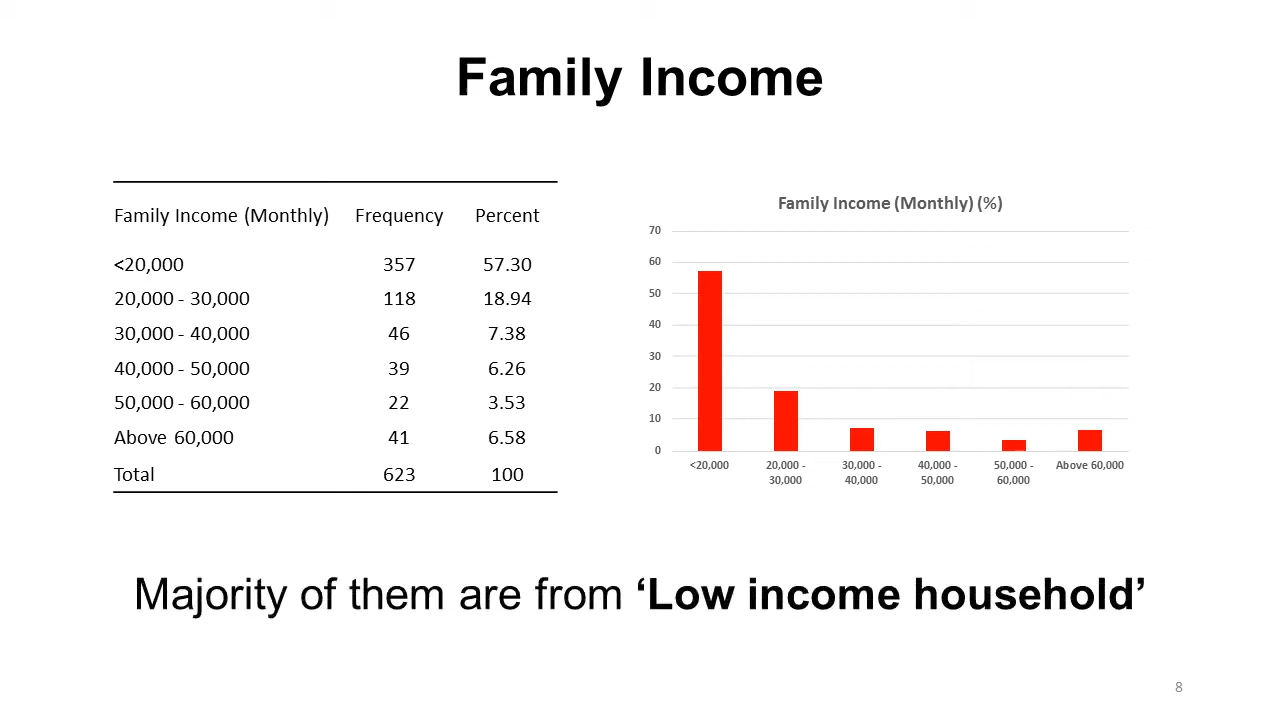 Family Income
Family Income (Monthly) Frequency Percent
<20,000 357 57.30
20,000 - 30,000 118 18.94
30,000 - 40,000 46 7.38
40,000 - 50,000 39 6.26
50,000 - 60,000 22 3.53
Above 60,000 41 6.58
Total 623 100
Family Income (Monthly) (%)
70
60
50
40
30
20
10
0
<20,000 20,000 - 30,000 - 40,000 - 50,000 - Above 60,000
30,000 40,000 50,000 60,000
Majority of them are from ‘Low income household’
8